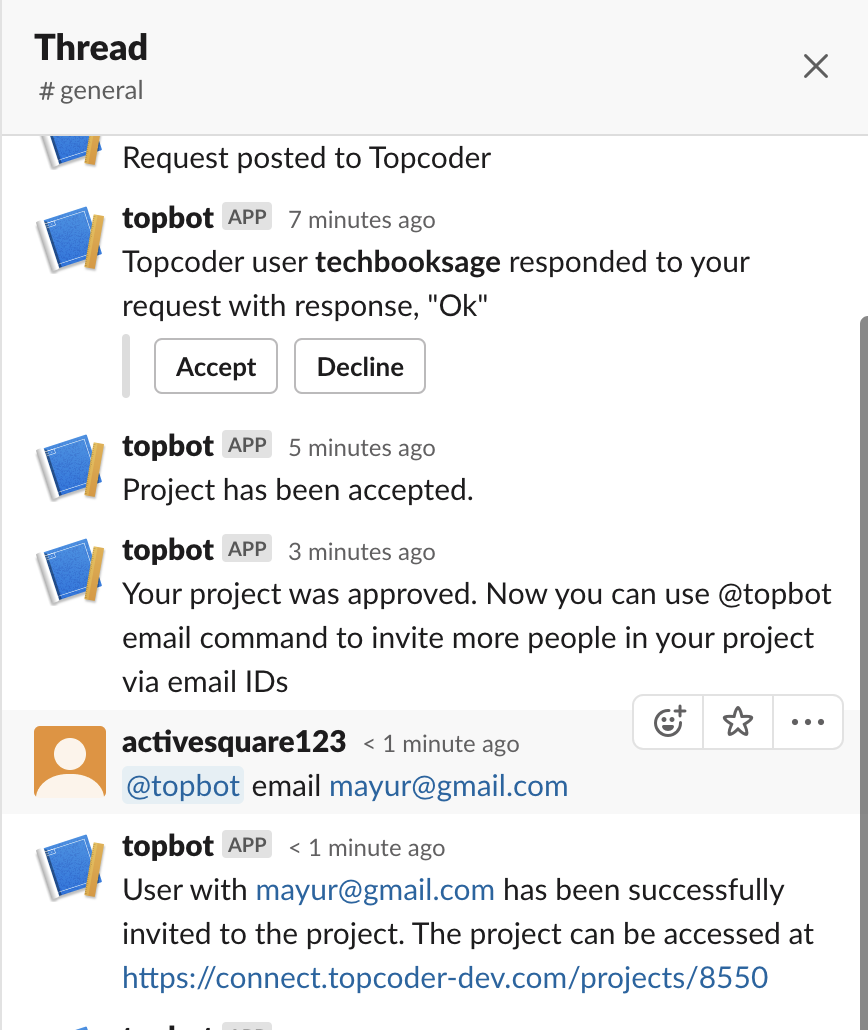 Thread
# general
Request posted to Topcoder
topbot APP 7 minutes ago
Topcoder user techbooksage responded to your
request with response, "Ok"
Accept Decline
topbot APP 5 minutes ago
Project has been accepted.
topbot APP 3 minutes ago
Your project was approved. Now you can use @topbot
email command to invite more people in your project
via email IDs
activesquare123 < 1 minute ago
@topbot email mayur@gmail.com
topbot APP < 1 minute ago
User with mayur@gmail.com has been successfully
invited to the project. The project can be accessed at
https://connect.topcoder-dev.com/projects/8550